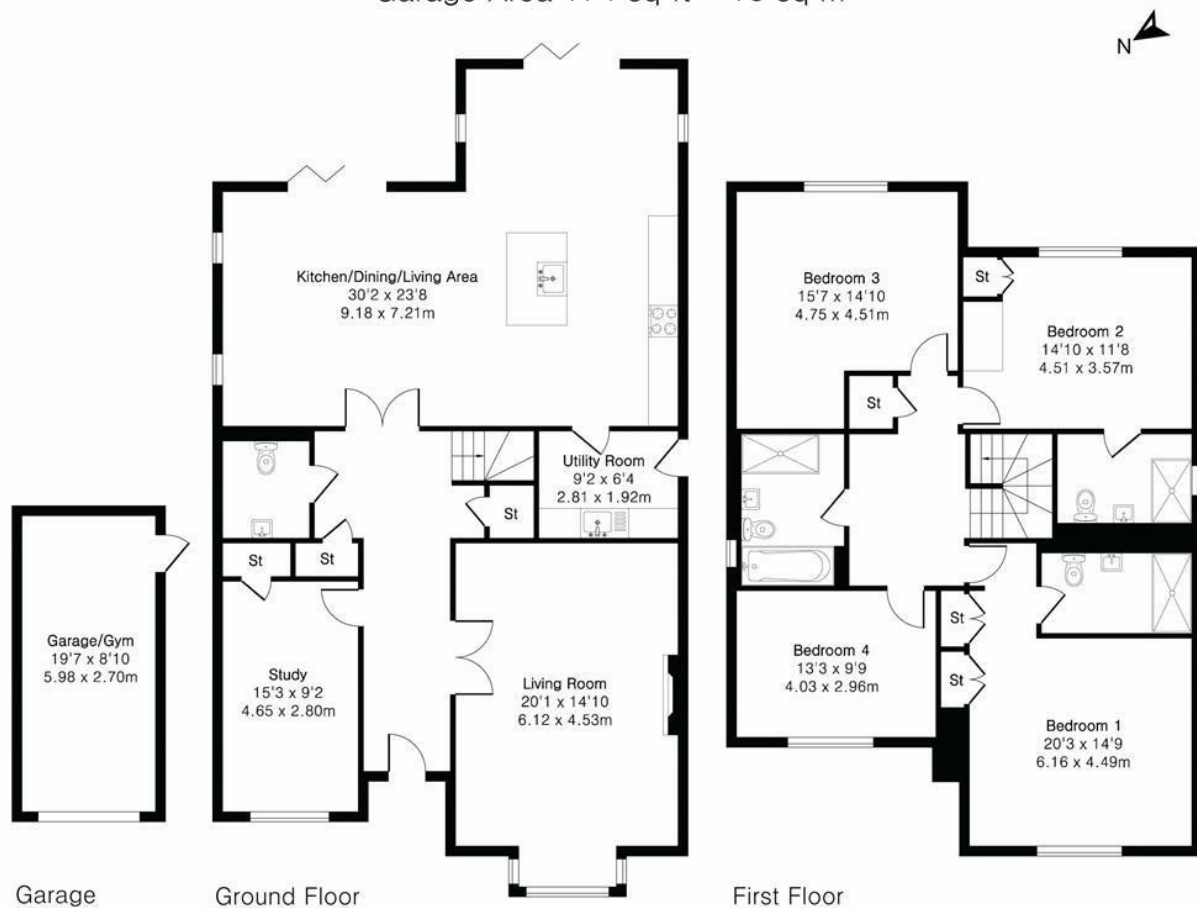 N
Kitchen/Dining/Living Area
30'2 x 23'8
9.18 x 7.21m
Utility Room
9'2 x 6'4
2.81 x 1.92m
St
St
St
Study
15'3 x 9'2
4.65 x 2.80m
Living Room
20'1 x 14'10
6.12 x 4.53m
Garage/Gym
19'7 x 8'10
5.98 x 2.70m
Bedroom 3
15'7 x 14'10
4.75 x 4.51m
St
Bedroom 2
14'10 x 11'8
4.51 x 3.57m
St
Bedroom 4
13'3 x 9'9
4.03 x 2.96m
St
St
Bedroom 1
20'3 x 14'9
6.16 x 4.49m
Garage
Ground Floor
First Floor